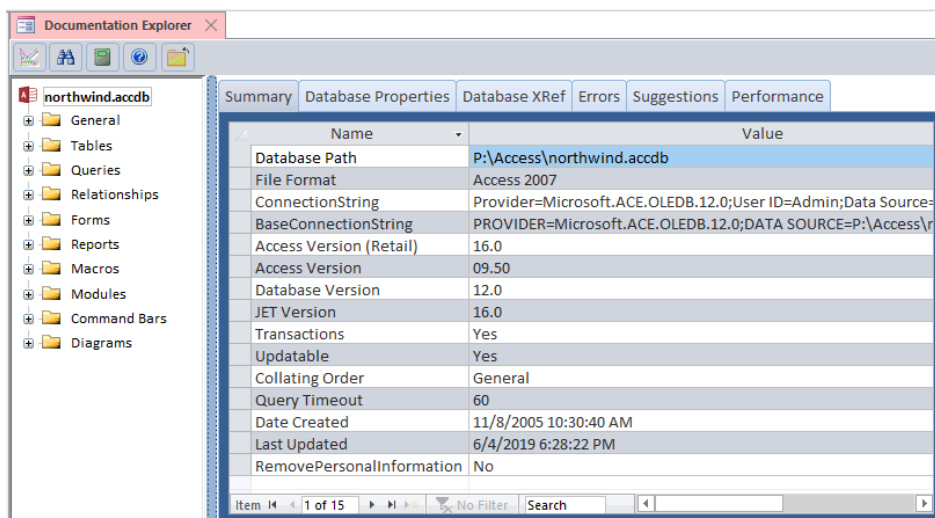 Documentation Explorer
northwind.accdb
General
Tables
Queries
Relationships
Forms
Reports
Macros
Modules
Command Bars
Diagrams
Summary Database Properties Database XRef Errors Suggestions Performance
Name Value
Database Path P:\Access\northwind.accdb
File Format Access 2007
ConnectionString Provider=Microsoft.ACE.OLEDB.12.0;User ID=Admin;Data Source=
BaseConnectionString PROVIDER=Microsoft.ACE.OLEDB.12.0;DATA SOURCE=P:\Access\n
Access Version (Retail) 16.0
Access Version 09.50
Database Version 12.0
JET Version 16.0
Transactions Yes
Updatable Yes
Collating Order General
Query Timeout 60
Date Created 11/8/2005 10:30:40 AM
Last Updated 6/4/2019 6:28:22 PM
RemovePersonalInformation No
Item 1 of 15 No Filter Search